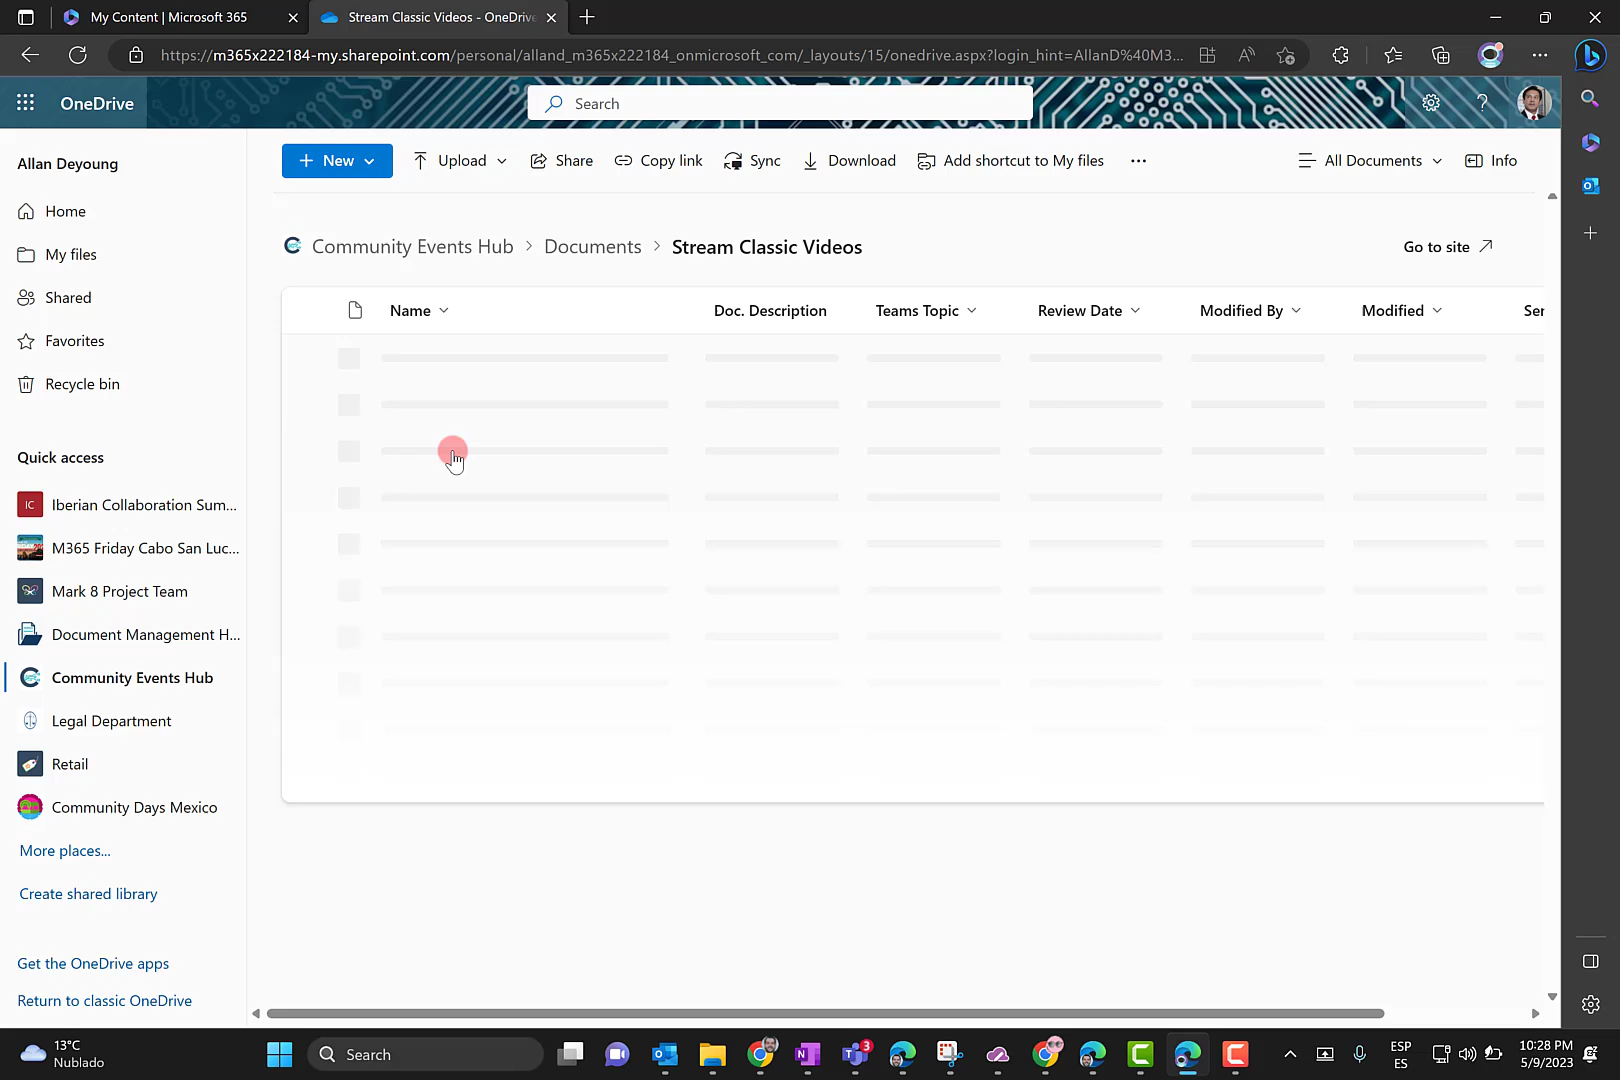 My Content | Microsoft 365
Stream Classic Videos - OneDrive
https://m365x222184-my.sharepoint.com/personal/alland_m365x222184_onmicrosoft_com/_layouts/15/onedrive.aspx?login_hint=AllanD%40M3...
OneDrive
Search
Allan Deyoung
Home
My files
Shared
Favorites
Recycle bin
Quick access
IC Iberian Collaboration Sum...
M365 Friday Cabo San Luc...
Mark 8 Project Team
Document Management H...
Community Events Hub
Legal Department
Retail
Community Days Mexico
More places...
Create shared library
Get the OneDrive apps
Return to classic OneDrive
+ New
Upload
Share
Copy link
Sync
Download
Add shortcut to My files
...
All Documents
Info
Community Events Hub > Documents > Stream Classic Videos
Go to site
Name
Doc. Description
Teams Topic
Review Date
Modified By
Modified
Ser
13°C
Nublado
Search
3
ESP
ES
10:28 PM
5/9/2023